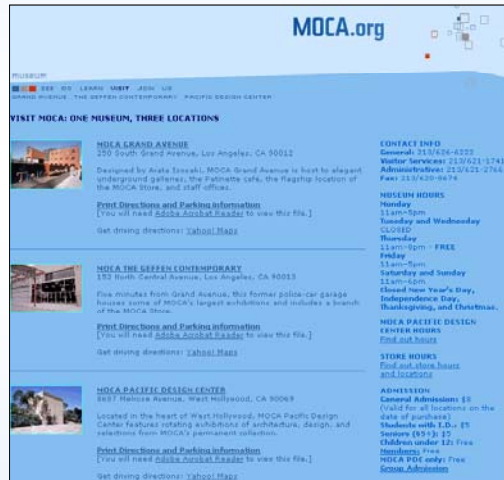 MOCA.org
museum
SEE DO LEARN VISIT JOIN US
GRAND AVENUE THE GEFFEN CONTEMPORARY PACIFIC DESIGN CENTER
VISIT MOCA: ONE MUSEUM, THREE LOCATIONS
MOCA GRAND AVENUE
250 South Grand Avenue, Los Angeles, CA 90012
Designed by Arata Isozaki, MOCA Grand Avenue is host to elegant
underground galleries, the Patinette café, the flagship location of
the MOCA Store, and staff offices.
Print Directions and Parking information
[You will need Adobe Acrobat Reader to view this file.]
Get driving directions: Yahoo! Maps
MOCA THE GEFFEN CONTEMPORARY
152 North Central Avenue, Los Angeles, CA 90013
Five minutes from Grand Avenue, this former police-car garage
houses some of MOCA's largest exhibitions and includes a branch
of the MOCA Store.
Print Directions and Parking information
[You will need Adobe Acrobat Reader to view this file.]
Get driving directions: Yahoo! Maps
MOCA PACIFIC DESIGN CENTER
8687 Melrose Avenue, West Hollywood, CA 90069
Located in the heart of West Hollywood, MOCA Pacific Design
Center features rotating exhibitions of architecture, design, and
selections from MOCA's permanent collection.
Print Directions and Parking information
[You will need Adobe Acrobat Reader to view this file.]
Get driving directions: Yahoo! Maps
CONTACT INFO
General: 213/626-6222
Visitor Services: 213/621-1741
Administrative: 213/621-2766
Fax: 213/620-8674
MUSEUM HOURS
Monday
11am–5pm
Tuesday and Wednesday
CLOSED
Thursday
11am–8pm - FREE
Friday
11am–5pm
Saturday and Sunday
11am–6pm
Closed New Year's Day,
Independence Day,
Thanksgiving, and Christmas.
MOCA PACIFIC DESIGN
CENTER HOURS
Find out hours
STORE HOURS
Find out store hours
and locations
ADMISSION
General Admission: $8
(Valid for all locations on the
date of purchase)
Students with I.D.: $5
Seniors (65+): $5
Children under 12: Free
Members: Free
MOCA PDC only: Free
Group Admission